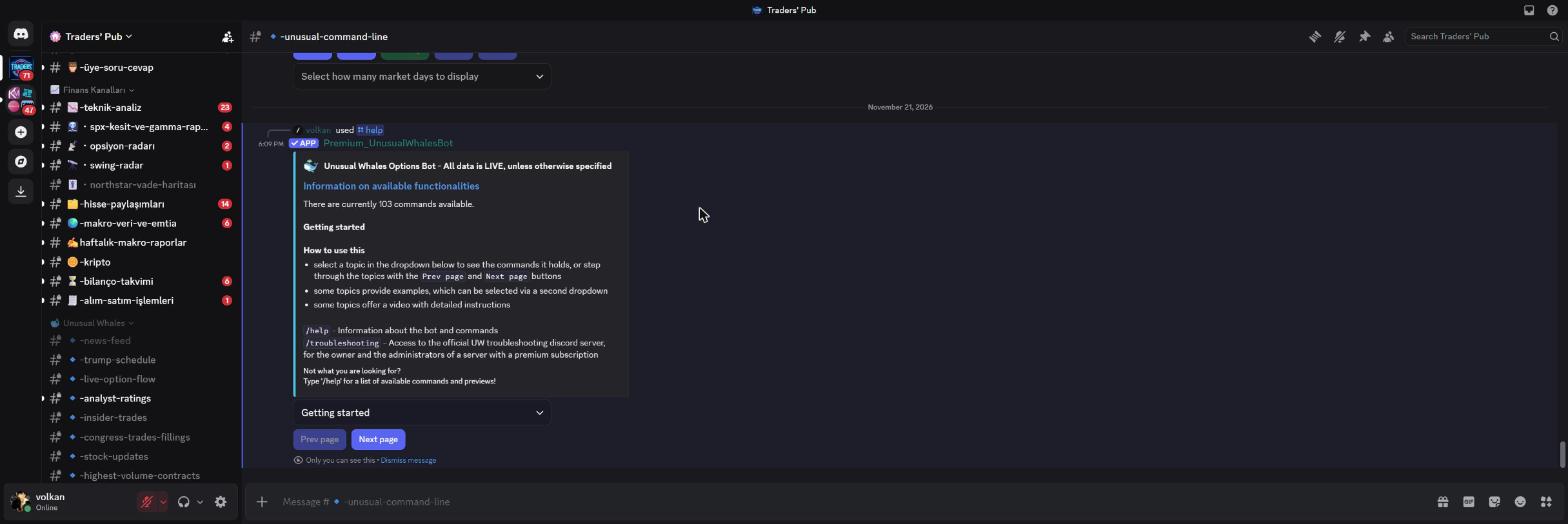 Traders' Pub
Traders' Pub
71
47
-üye-soru-cevap
Finans Kanalları
-teknik-analiz
23
· spx-kesit-ve-gamma-rap...
4
· opsiyon-radarı
2
· swing-radar
1
· northstar-vade-haritası
-hisse-paylaşımları
14
-makro-veri-ve-emtia
6
haftalık-makro-raporlar
-kripto
-bilanço-takvimi
6
-alım-satım-işlemleri
1
Unusual Whales
-news-feed
-trump-schedule
-live-option-flow
-analyst-ratings
-insider-trades
-congress-trades-fillings
-stock-updates
-highest-volume-contracts
volkan
Online
-unusual-command-line
Search Traders' Pub
Select how many market days to display
November 21, 2026
volkan used help
6:09 PM ✓ APP Premium_UnusualWhalesBot
Unusual Whales Options Bot - All data is LIVE, unless otherwise specified
Information on available functionalities
There are currently 103 commands available.
Getting started
How to use this
• select a topic in the dropdown below to see the commands it holds, or step
through the topics with the Prev page and Next page buttons
• some topics provide examples, which can be selected via a second dropdown
• some topics offer a video with detailed instructions
/help - Information about the bot and commands
/troubleshooting - Access to the official UW troubleshooting discord server,
for the owner and the administrators of a server with a premium subscription
Not what you are looking for?
Type '/help' for a list of available commands and previews!
Getting started
Prev page
Next page
Only you can see this • Dismiss message
Message # -unusual-command-line
GIF